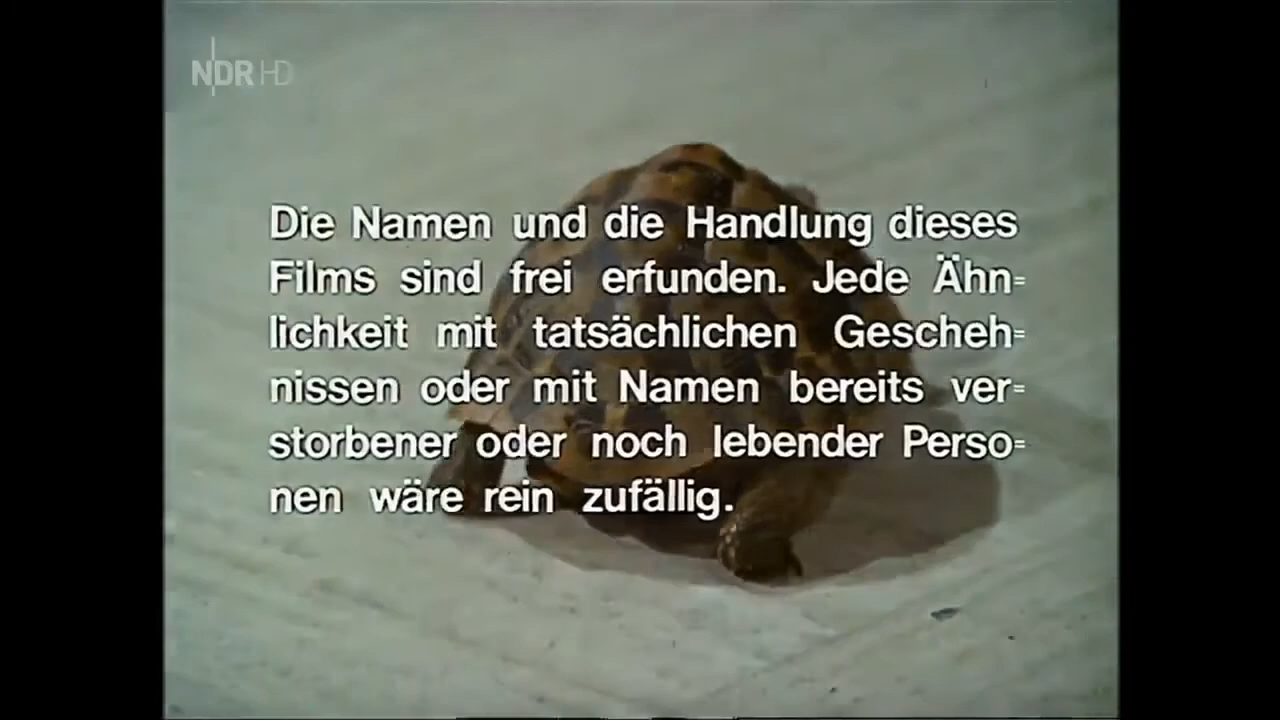 NDR HD
Die Namen und die Handlung dieses
Films sind frei erfunden. Jede Ähn=
lichkeit mit tatsächlichen Gescheh=
nissen oder mit Namen bereits ver=
storbener oder noch lebender Perso=
nen wäre rein zufällig.